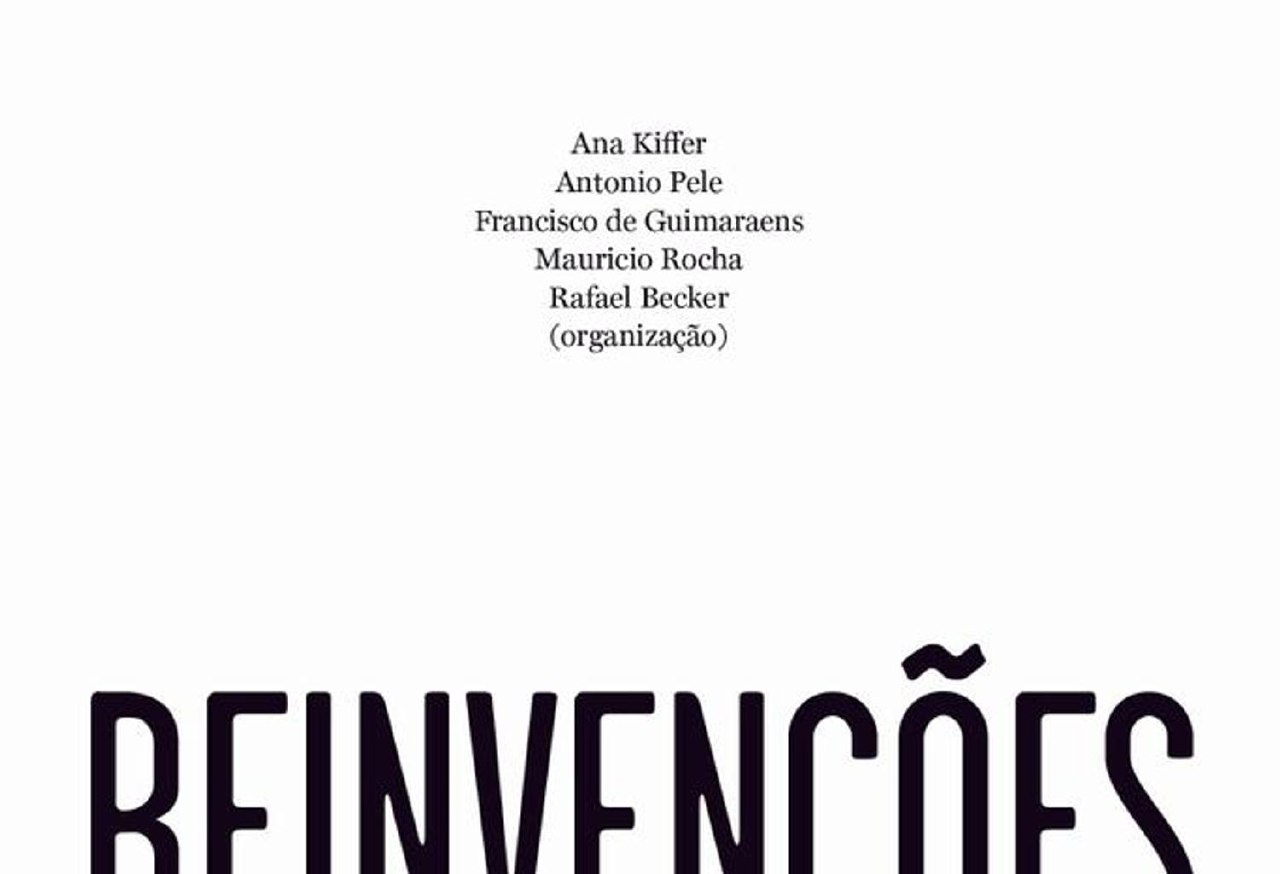 Ana Kiffer
Antonio Pele
Francisco de Guimaraens
Mauricio Rocha
Rafael Becker
(organização)
REINVENÇÕES